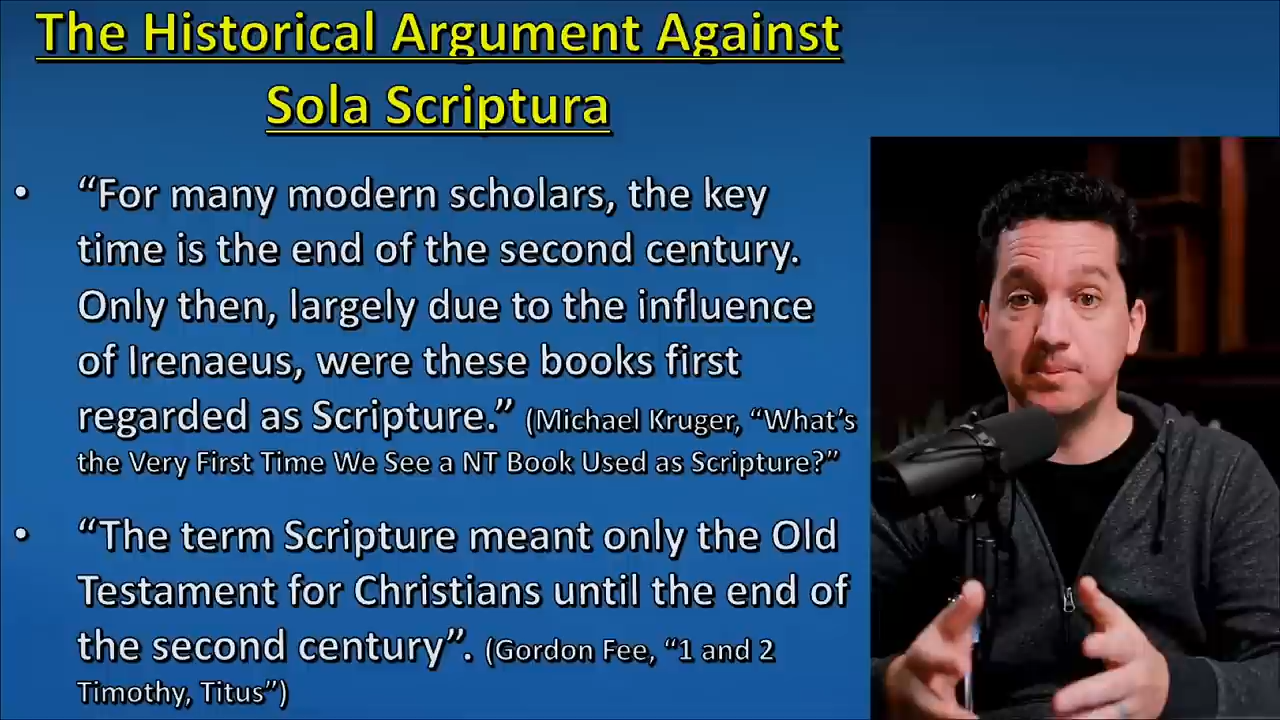 The Historical Argument Against
Sola Scriptura
• “For many modern scholars, the key
time is the end of the second century.
Only then, largely due to the influence
of Irenaeus, were these books first
regarded as Scripture.” (Michael Kruger, “What’s
the Very First Time We See a NT Book Used as Scripture?”
• “The term Scripture meant only the Old
Testament for Christians until the end of
the second century”. (Gordon Fee, “1 and 2
Timothy, Titus”)